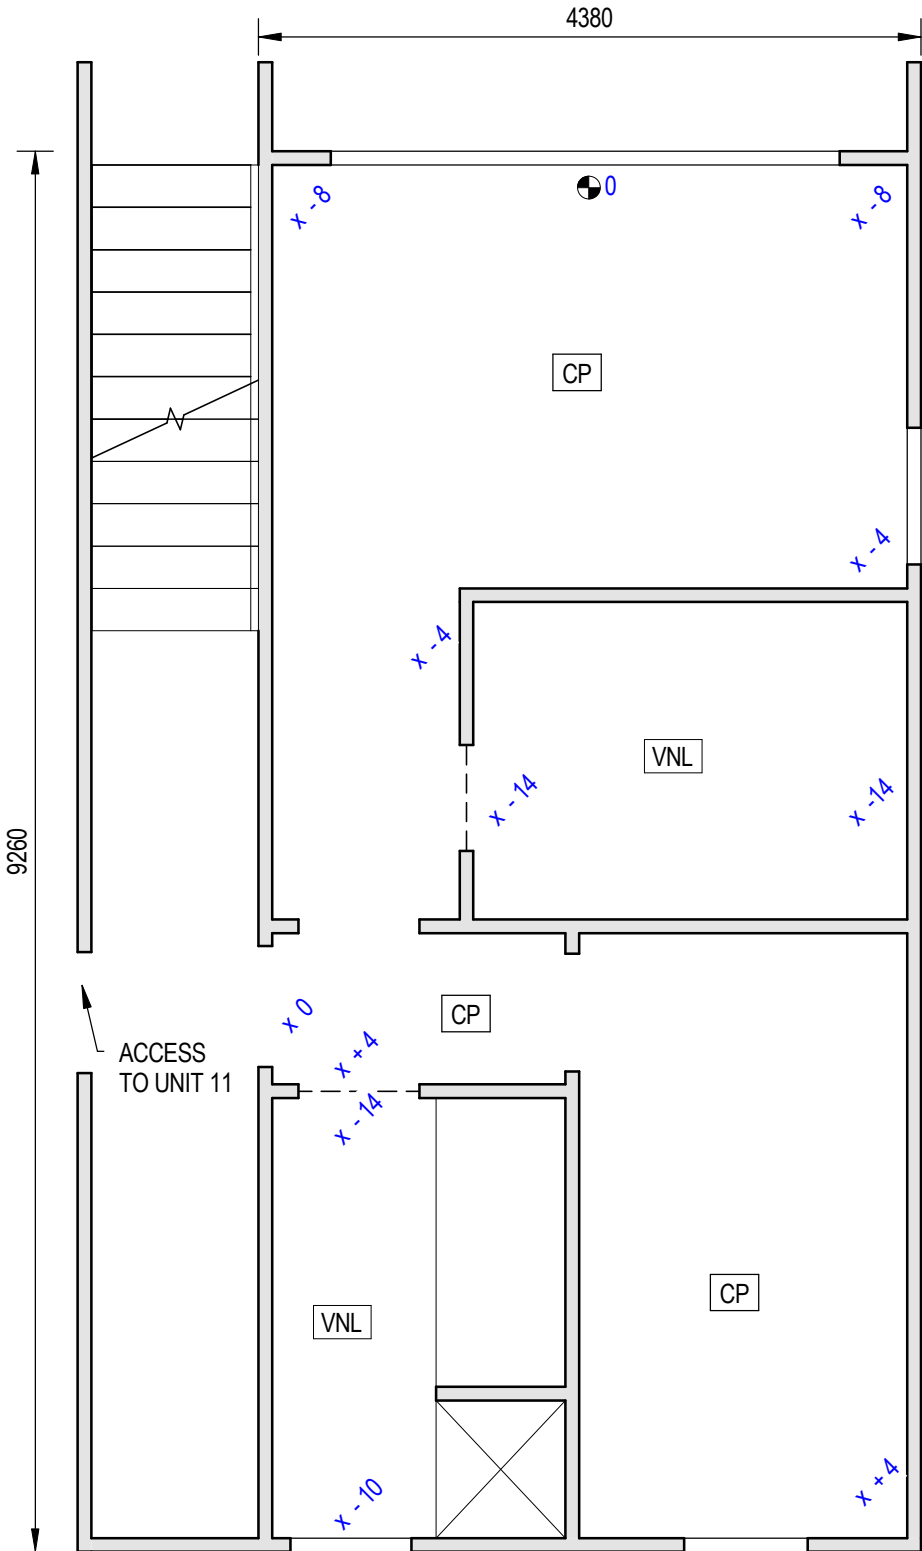 4380
x - 8
0
x - 8
CP
x - 4
x - 4
VNL
x - 14
x -14
9260
x 0
CP
x + 4
ACCESS
TO UNIT 11
x - 14
CP
VNL
x - 10
x + 4